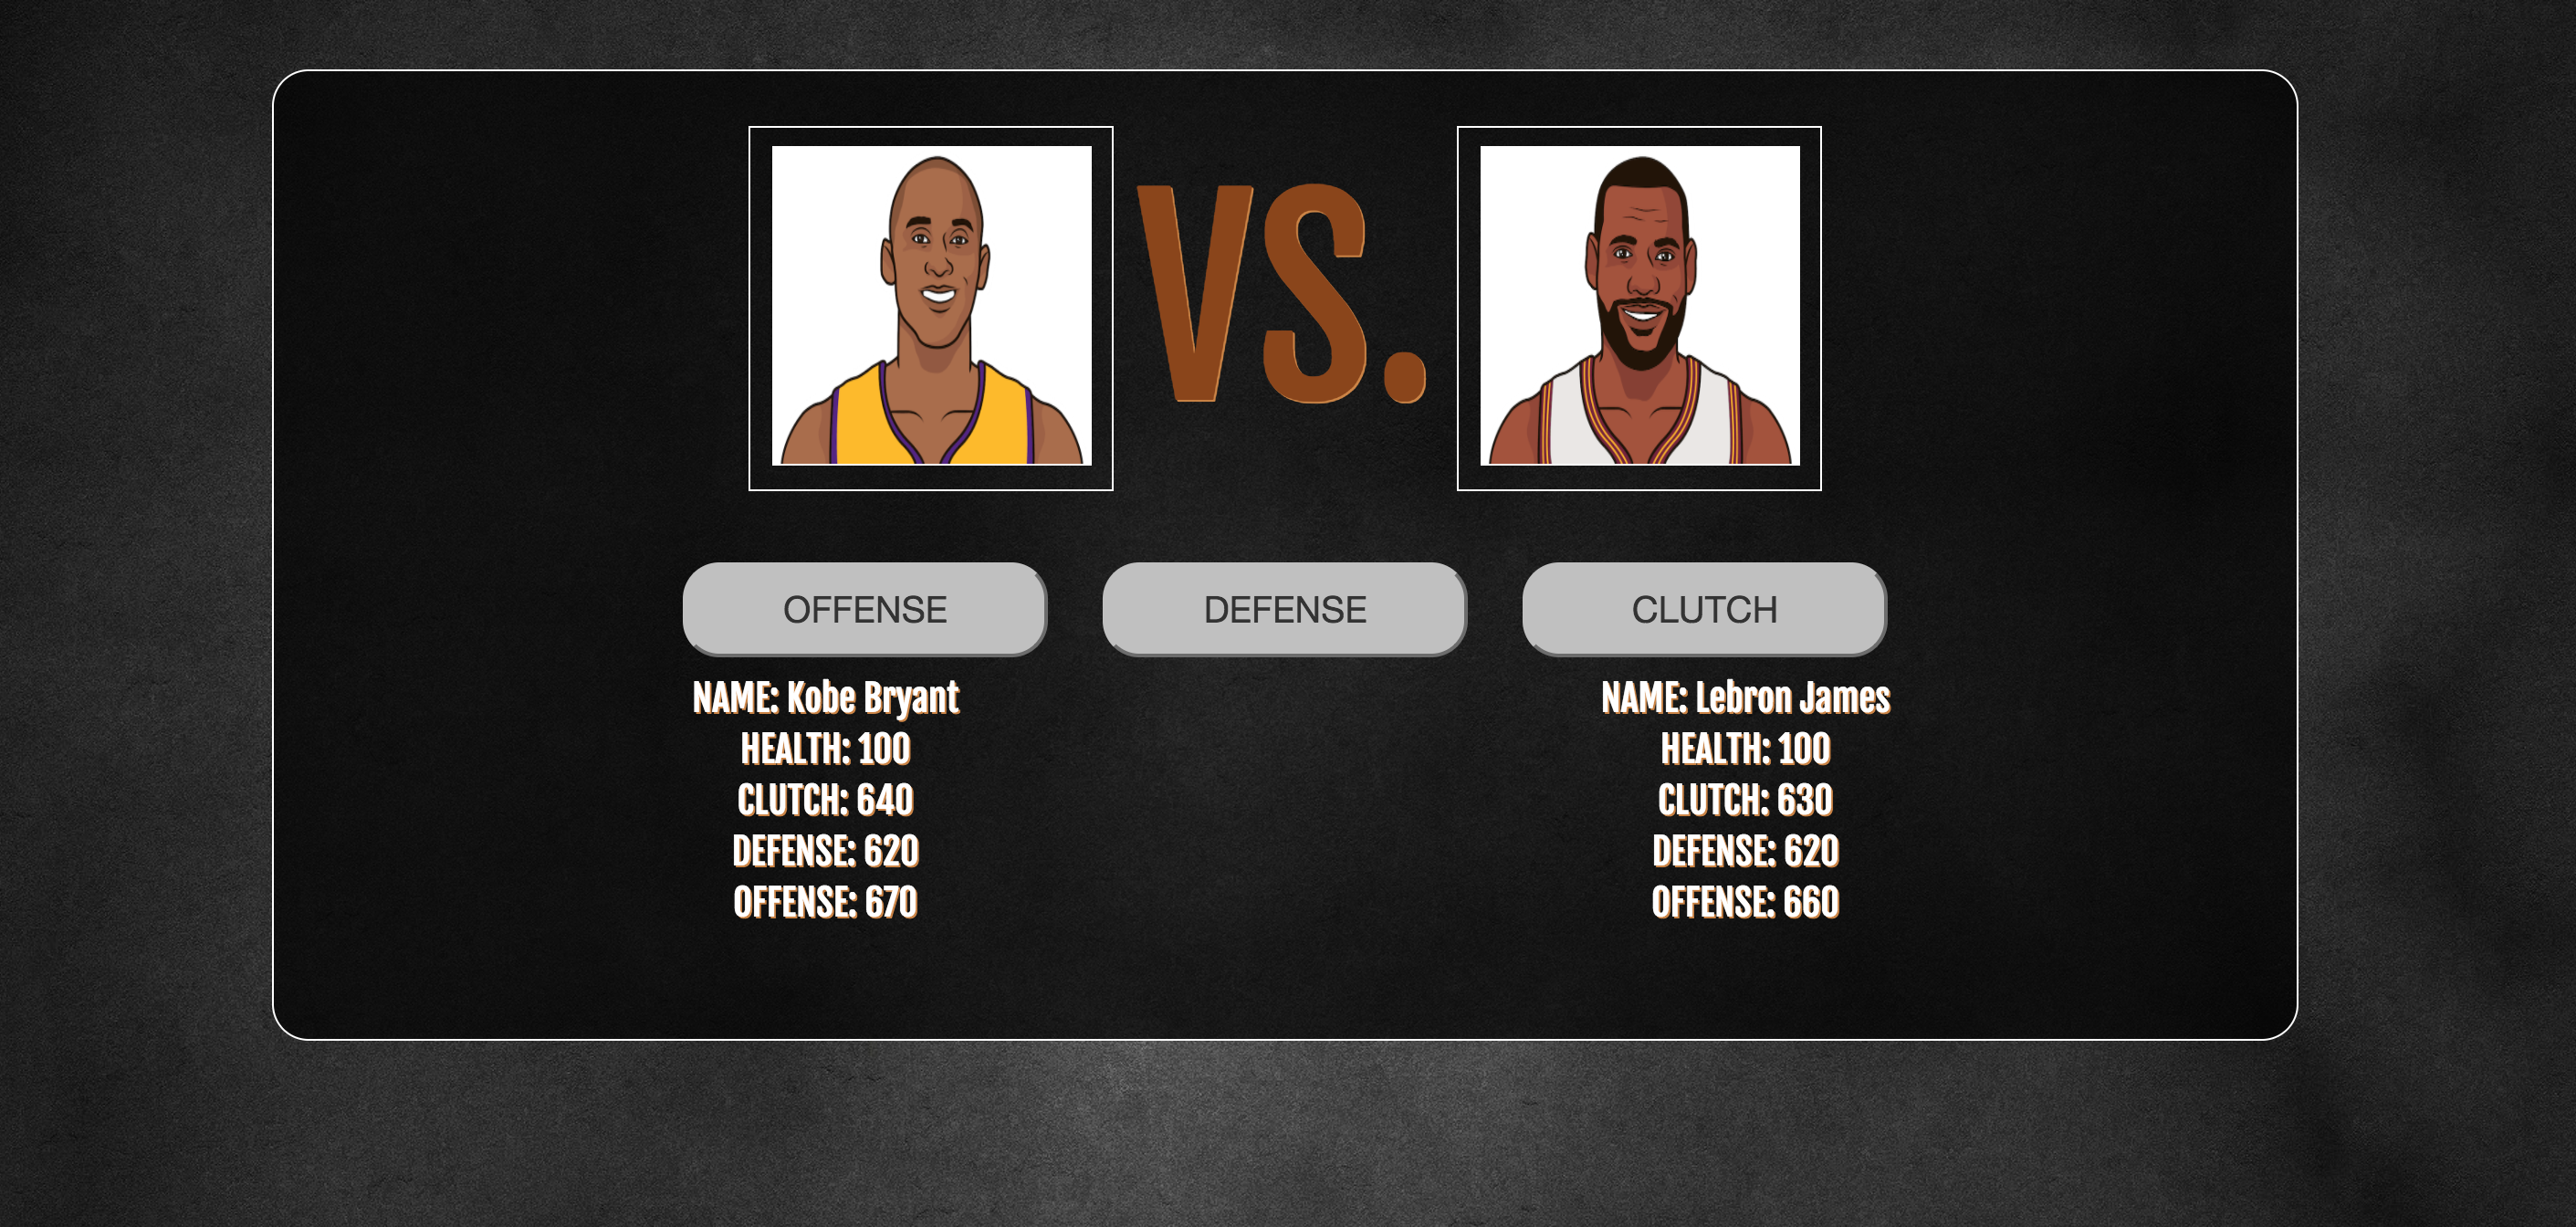 VS.
OFFENSE
DEFENSE
CLUTCH
NAME: Kobe Bryant
HEALTH: 100
CLUTCH: 640
DEFENSE: 620
OFFENSE: 670
NAME: Lebron James
HEALTH: 100
CLUTCH: 630
DEFENSE: 620
OFFENSE: 660